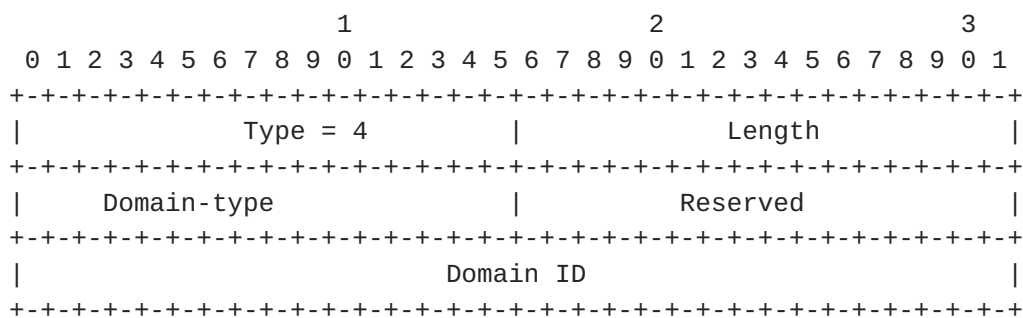 1                   2                   3
 0 1 2 3 4 5 6 7 8 9 0 1 2 3 4 5 6 7 8 9 0 1 2 3 4 5 6 7 8 9 0 1
+-+-+-+-+-+-+-+-+-+-+-+-+-+-+-+-+-+-+-+-+-+-+-+-+-+-+-+-+-+-+-+-+
|              Type = 4         |             Length            |
+-+-+-+-+-+-+-+-+-+-+-+-+-+-+-+-+-+-+-+-+-+-+-+-+-+-+-+-+-+-+-+-+
|     Domain-type               |          Reserved             |
+-+-+-+-+-+-+-+-+-+-+-+-+-+-+-+-+-+-+-+-+-+-+-+-+-+-+-+-+-+-+-+-+
|                           Domain ID                           |
+-+-+-+-+-+-+-+-+-+-+-+-+-+-+-+-+-+-+-+-+-+-+-+-+-+-+-+-+-+-+-+-+